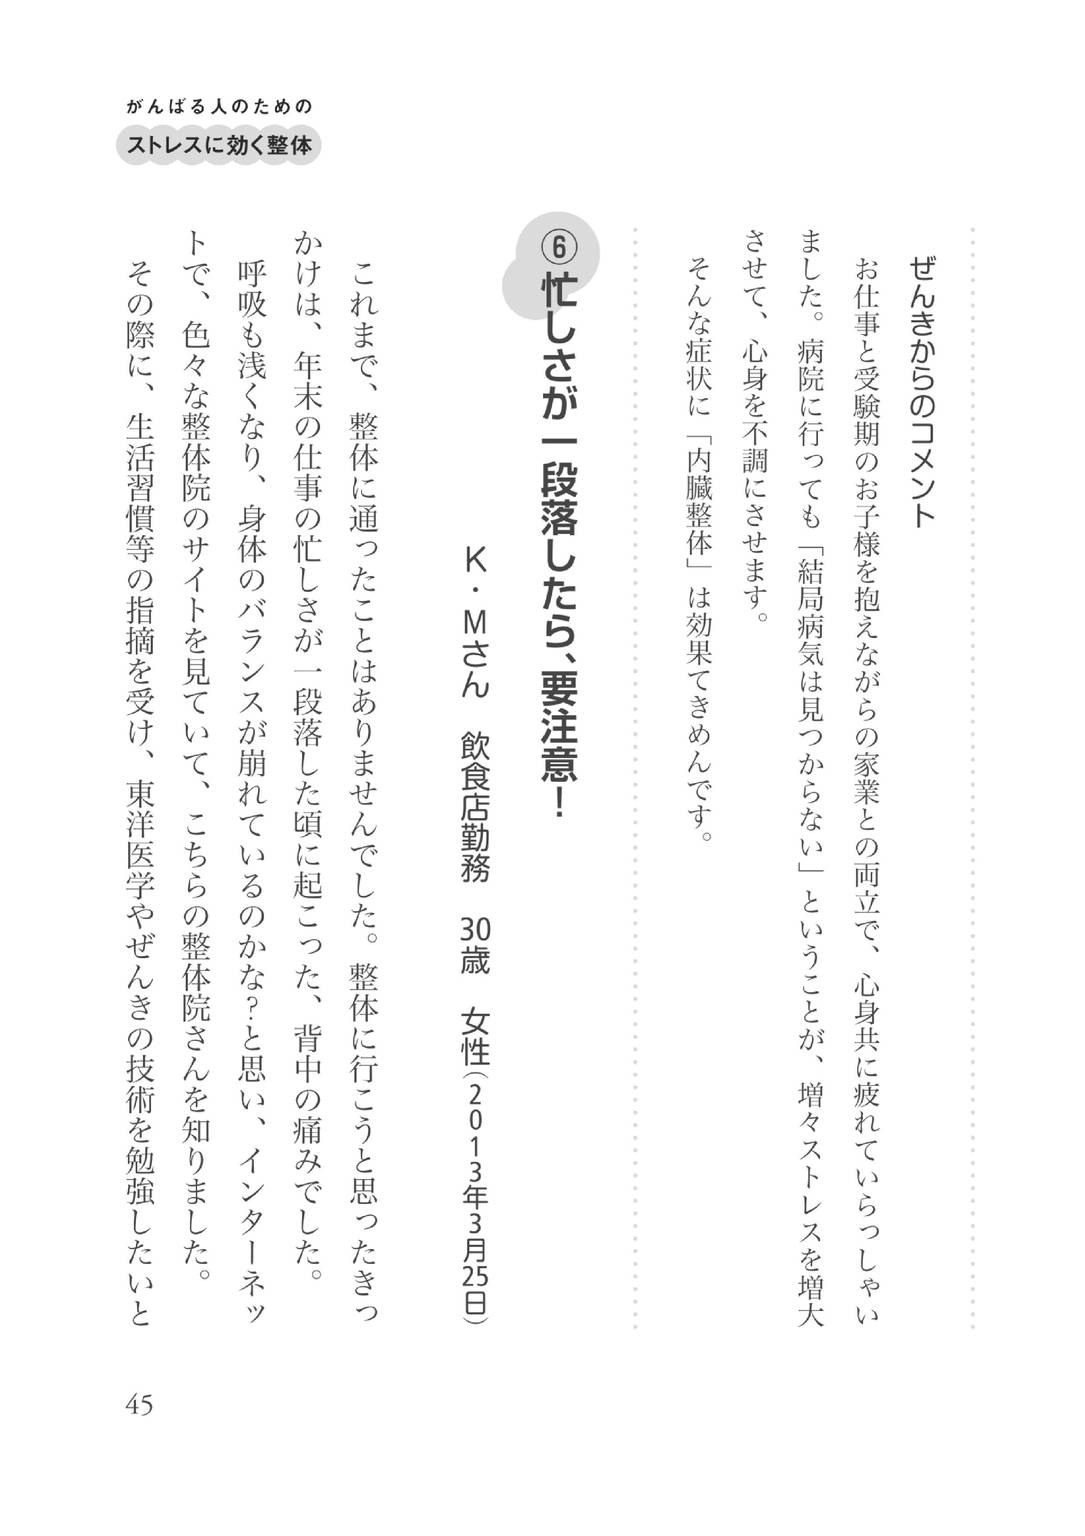 がんばる人のための
ストレスに効く整体
ぜんきからのコメント
お仕事と受験期のお子様を抱えながらの家業との両立で、心身共に疲れていらっしゃい
ました。病院に行っても「結局病気は見つからない」ということが、増々ストレスを増大
させて、心身を不調にさせます。
そんな症状に「内臓整体」は効果てきめんです。
⑥忙しさが一段落したら、要注意！
K・Mさん　飲食店勤務　30歳　女性（2013年3月25日）
これまで、整体に通ったことはありませんでした。整体に行こうと思ったきっ
かけは、年末の仕事の忙しさが一段落した頃に起こった、背中の痛みでした。
呼吸も浅くなり、身体のバランスが崩れているのかな？と思い、インターネッ
トで、色々な整体院のサイトを見ていて、こちらの整体院さんを知りました。
その際に、生活習慣等の指摘を受け、東洋医学やぜんきの技術を勉強したいと
45